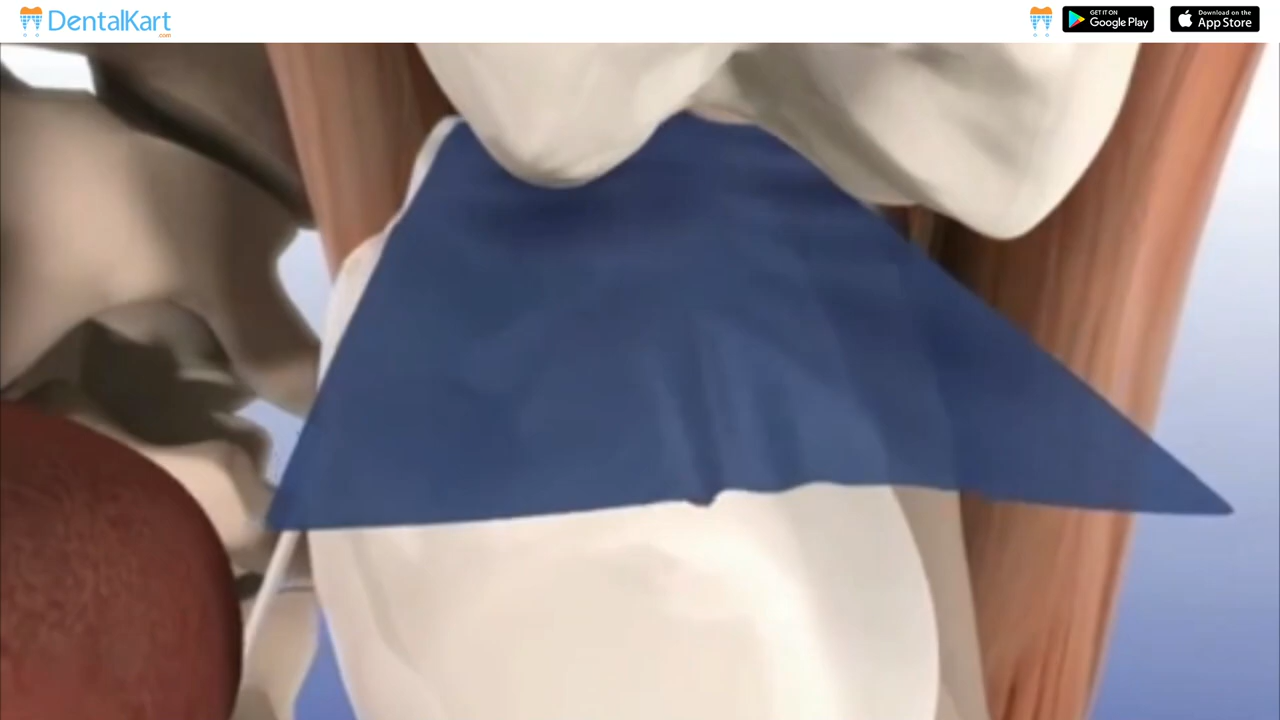 DentalKart
.com
GET IT ON
Google Play
Download on the
App Store